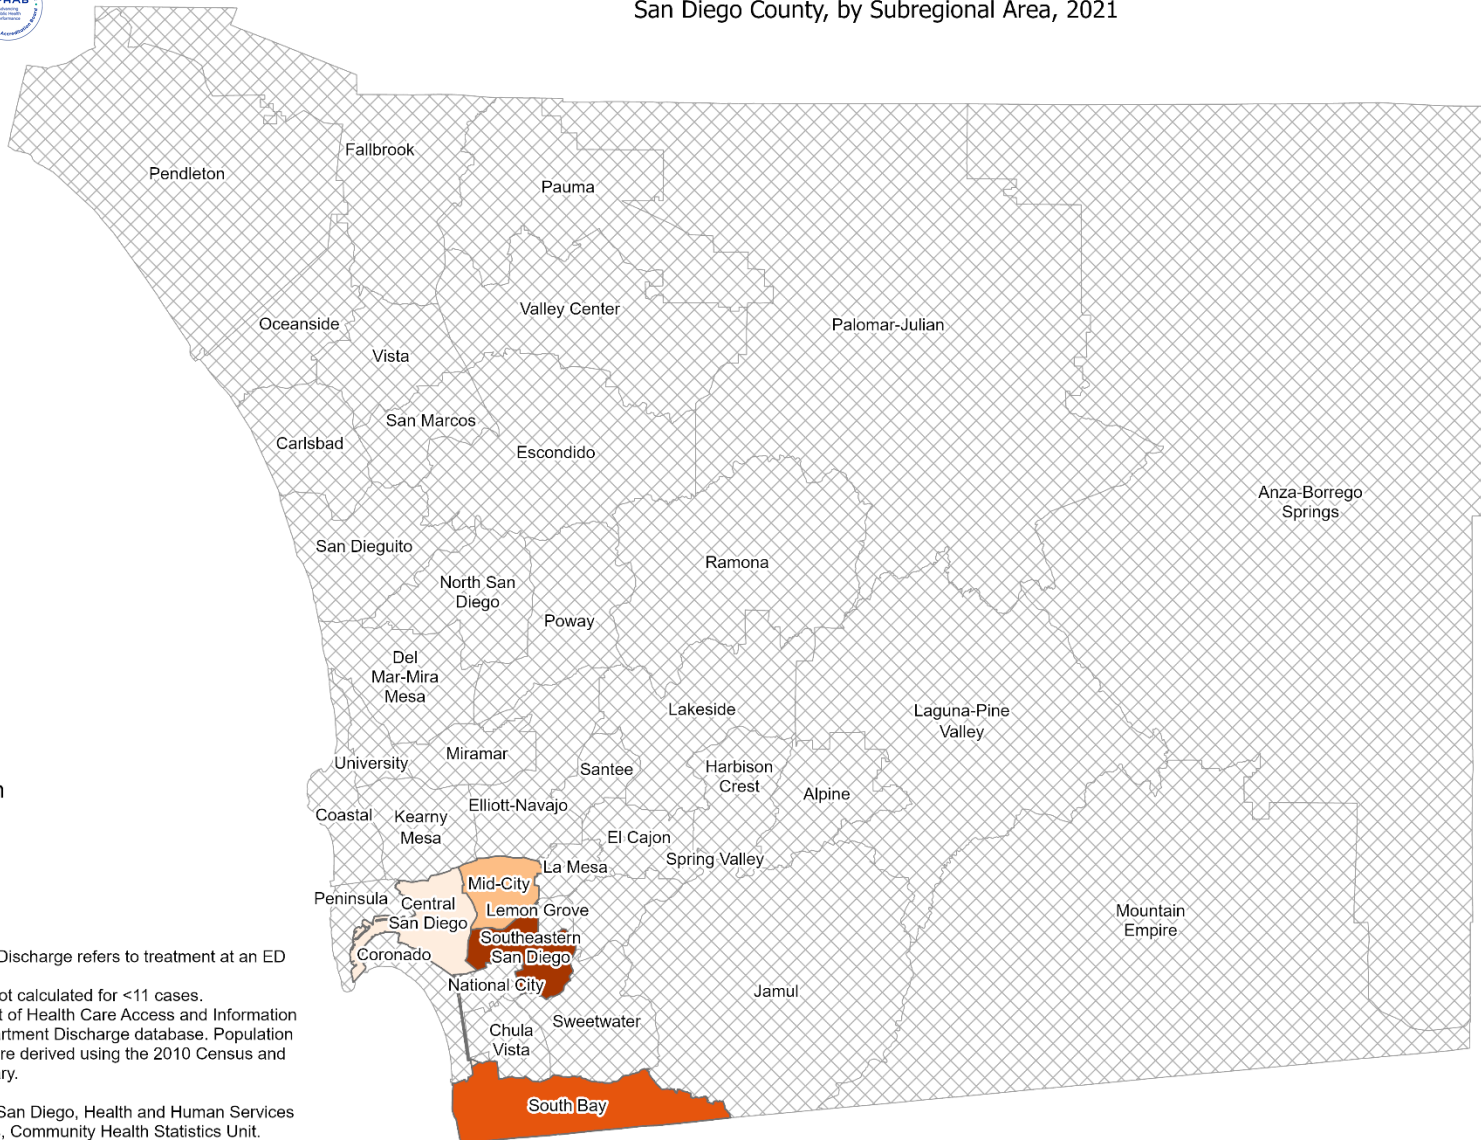 San Diego County, by Subregional Area, 2021
Fallbrook
Pendleton
Pauma
Valley Center
Oceanside
Palomar-Julian
Vista
San Marcos
Carlsbad
Escondido
Anza-Borrego
Springs
San Dieguito
Ramona
North San
Diego
Poway
Del
Mar-Mira
Mesa
Lakeside
Laguna-Pine
Valley
Miramar
University
Santee
Harbison
Crest
Alpine
Elliott-Navajo
Coastal
Kearny
Mesa
El Cajon
Spring Valley
La Mesa
Mid-City
Peninsula
Central
San Diego
Lemon Grove
Mountain
Empire
Southeastern
San Diego
Coronado
National City
Jamul
Sweetwater
Chula
Vista
South Bay
Discharge refers to treatment at an ED
ot calculated for <11 cases.
t of Health Care Access and Information
artment Discharge database. Population
re derived using the 2010 Census and
ry.
San Diego, Health and Human Services
, Community Health Statistics Unit.